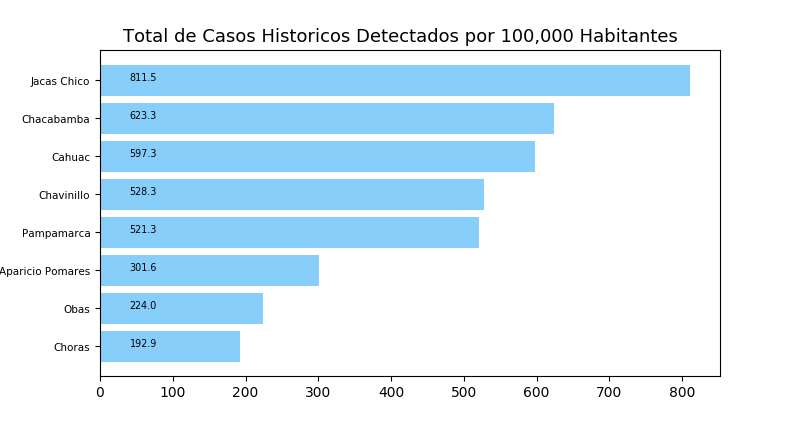 Total de Casos Historicos Detectados por 100,000 Habitantes
Jacas Chico 811.5
Chacabamba 623.3
Cahuac 597.3
Chavinillo 528.3
Pampamarca 521.3
Aparicio Pomares 301.6
Obas 224.0
Choras 192.9
0 100 200 300 400 500 600 700 800